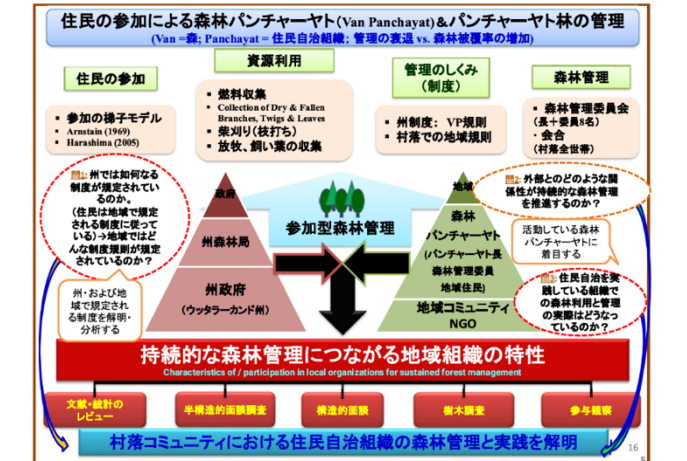 住民の参加による森林パンチャーヤト(Van Panchayat)&パンチャーヤト林の管理
(Van =森; Panchayat = 住民自治組織; 管理の衰退 vs. 森林被覆率の増加)
住民の参加
▪ 参加の梯子モデル
▪ Arnstain (1969)
▪ Harashima (2005)
資源利用
▪ 燃料収集
▪ Collection of Dry & Fallen
Branches, Twigs & Leaves
▪ 柴刈り(枝打ち)
▪ 放牧、飼い葉の収集
管理のしくみ
(制度)
▪ 州制度: VP規則
▪ 村落での地域規則
森林管理
▪ 森林管理委員会
(長+委員8名)
・会合
(村落全世帯)
州では如何なる
制度が規定されてい
るのか。
(住民は地域で規定
される制度に従って
いる)→地域ではど
んな制度規則が規
定されているのか?
州・および地
域で規定され
る制度を解明・
分析する
政府
州森林局
州政府
(ウッタラーカンド州)
参加型森林管理
地域
森林
パンチャーヤト
(パンチャーヤト長
森林管理委員
地域住民)
地域コミュニティ
NGO
外部とのどのような関
係性が持続的な森林管理
を推進するのか?
活動している森林
パンチャーヤトに
着目する
住民自治を実
践している組織で
の森林利用と管理
の実際はどうなっ
ているのか?
持続的な森林管理につながる地域組織の特性
Characteristics of / participation in local organizations for sustained forest management
文献・統計の
レビュー
半構造的面談調査
構造的面談
樹木調査
参与観察
村落コミュニティにおける住民自治組織の森林管理と実践を解明
16
5